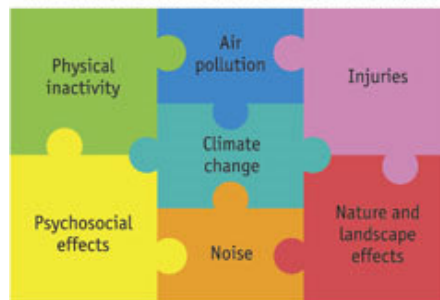 Physical
inactivity
Air
pollution
Injuries
Climate
change
Psychosocial
effects
Noise
Nature and
landscape
effects